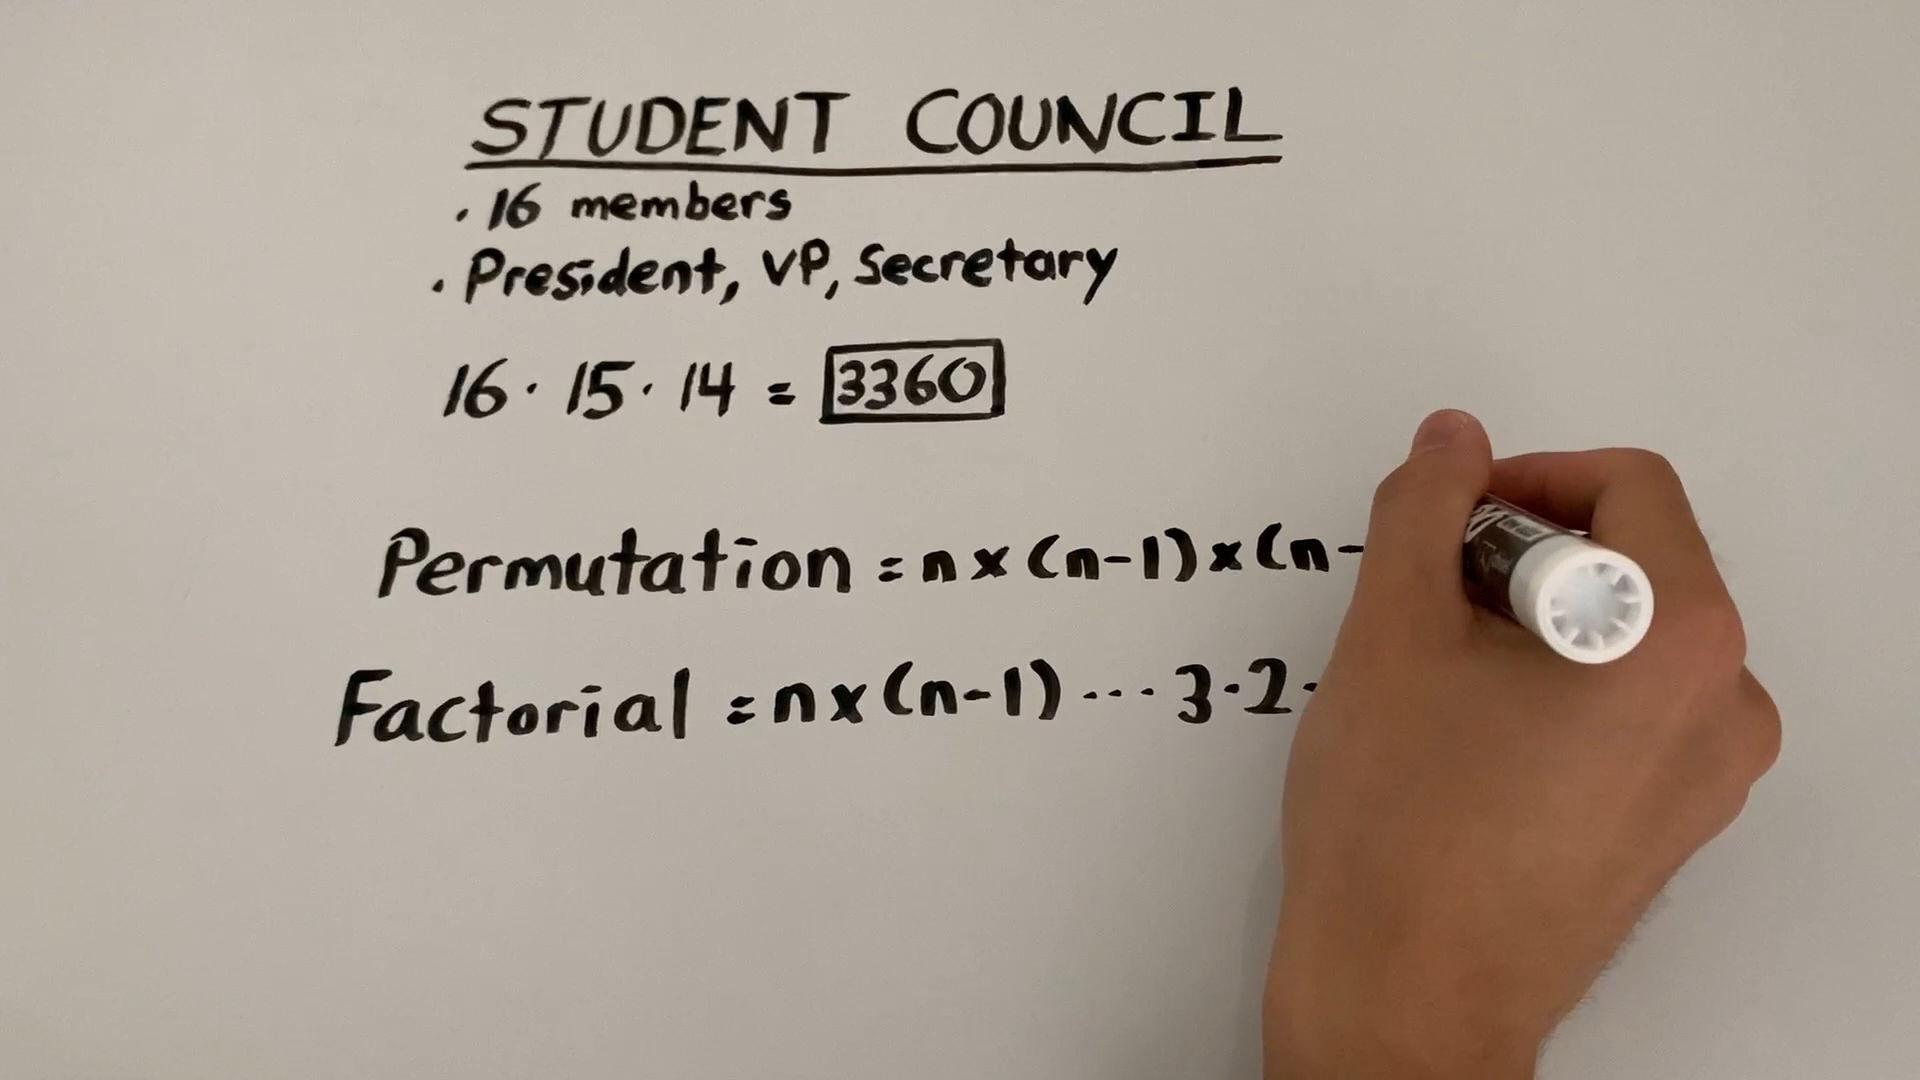 STUDENT COUNCIL
· 16 members
· President, VP, Secretary
16 · 15 · 14 = 3360
Permutation = n x (n-1) x (n-
Factorial = n x (n-1) ... 3·2·